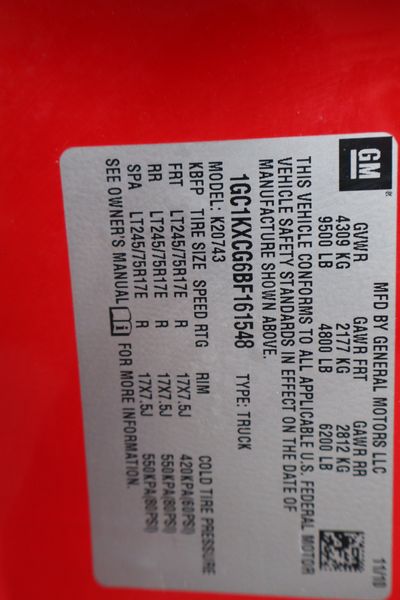 GM
MFD BY GENERAL MOTORS LLC 11/10
GVWR GAWR FRT GAWR RR
4309 KG 2177 KG 2812 KG
9500 LB 4800 LB 6200 LB
THIS VEHICLE CONFORMS TO ALL APPLICABLE U.S. FEDERAL MOTOR
VEHICLE SAFETY STANDARDS IN EFFECT ON THE DATE OF
MANUFACTURE SHOWN ABOVE.
1GC1KXCG6BF161548 TYPE: TRUCK
MODEL: K20743
KBFP TIRE SIZE SPEED RTG RIM COLD TIRE PRESSURE
FRT LT245/75R17E R 17X7.5J 420KPA(60PSI)
RR LT245/75R17E R 17X7.5J 550KPA(80PSI)
SPA LT245/75R17E R 17X7.5J 550KPA(80PSI)
SEE OWNER'S MANUAL FOR MORE INFORMATION.